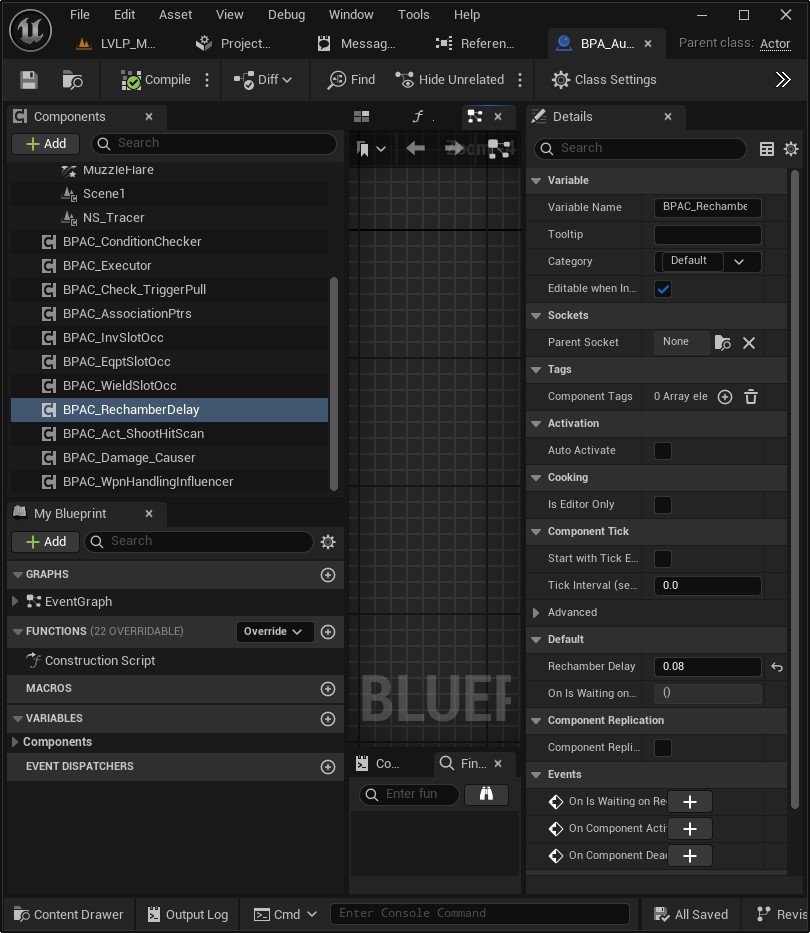 File Edit Asset View Debug Window Tools Help
LVLP_M... Project... Messag... Referen... BPA_Au... Parent class: Actor
Compile Diff Find Hide Unrelated Class Settings
Components
Add Search
MuzzleFlare
Scene1
NS_Tracer
BPAC_ConditionChecker
BPAC_Executor
BPAC_Check_TriggerPull
BPAC_AssociationPtrs
BPAC_InvSlotOcc
BPAC_EqptSlotOcc
BPAC_WieldSlotOcc
BPAC_RechamberDelay
BPAC_Act_ShootHitScan
BPAC_Damage_Causer
BPAC_WpnHandlingInfluencer
My Blueprint
Add Search
GRAPHS
EventGraph
FUNCTIONS (22 OVERRIDABLE) Override
Construction Script
MACROS
VARIABLES
Components
EVENT DISPATCHERS
BLUEP
Co... Fin...
Enter fun
Details
Search
Variable
Variable Name BPAC_Rechambe
Tooltip
Category Default
Editable when In...
Sockets
Parent Socket None
Tags
Component Tags 0 Array ele
Activation
Auto Activate
Cooking
Is Editor Only
Component Tick
Start with Tick E...
Tick Interval (se... 0.0
Advanced
Default
Rechamber Delay 0.08
On Is Waiting on... ()
Component Replication
Component Repli...
Events
On Is Waiting on Re
On Component Acti
On Component Deac
Content Drawer Output Log Cmd Enter Console Command All Saved Revis